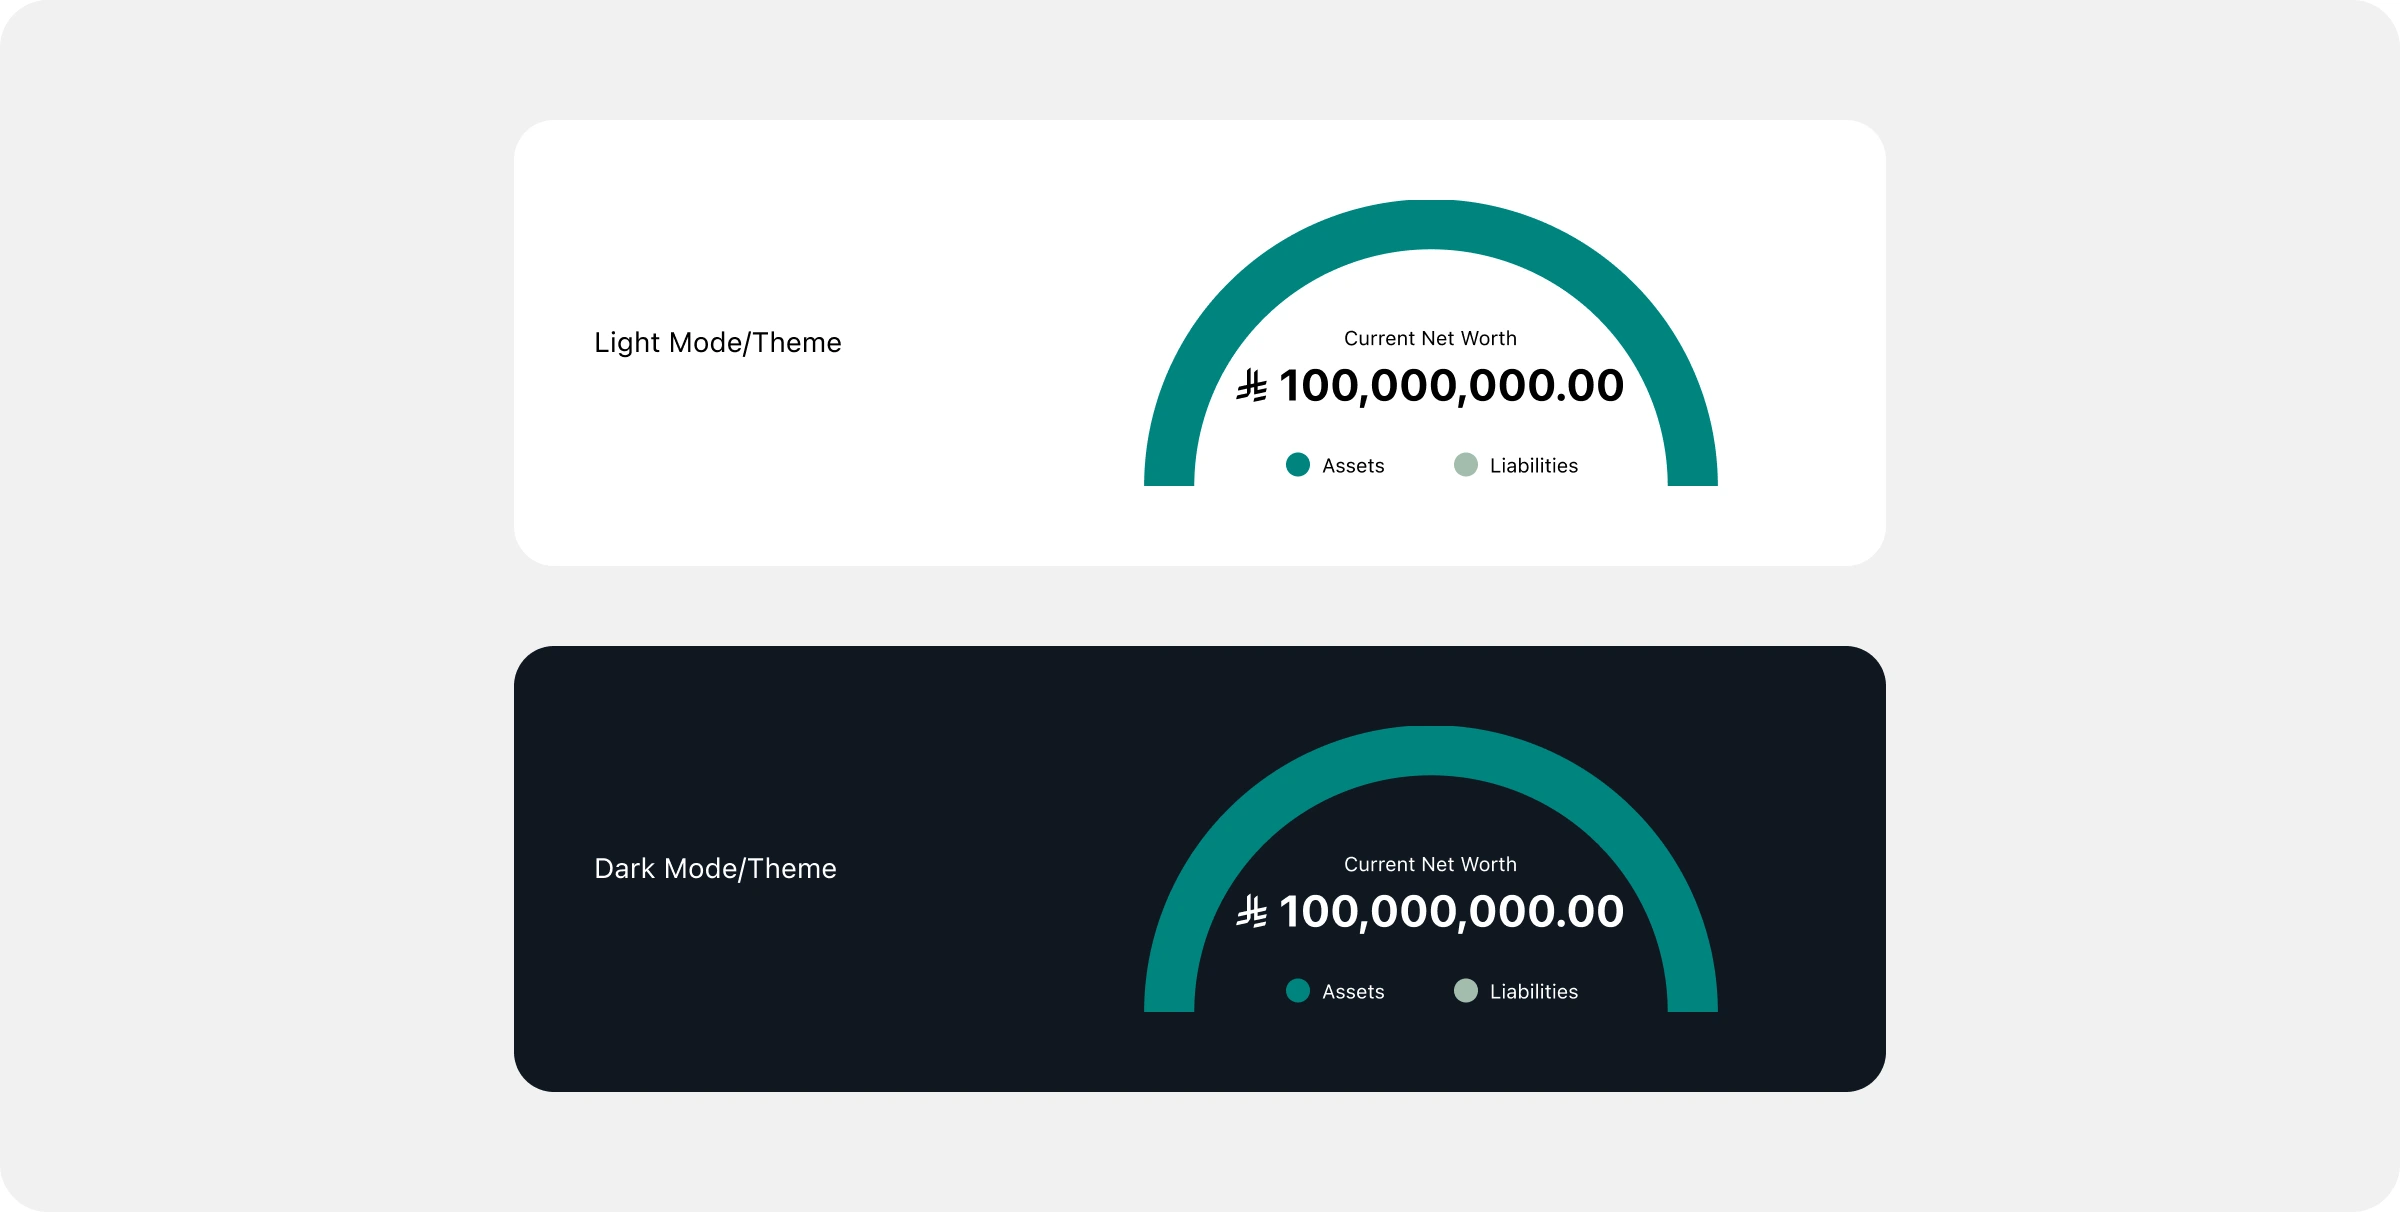 Light Mode/Theme
Current Net Worth
⃁ 100,000,000.00
Assets
Liabilities
Dark Mode/Theme
Current Net Worth
⃁ 100,000,000.00
Assets
Liabilities